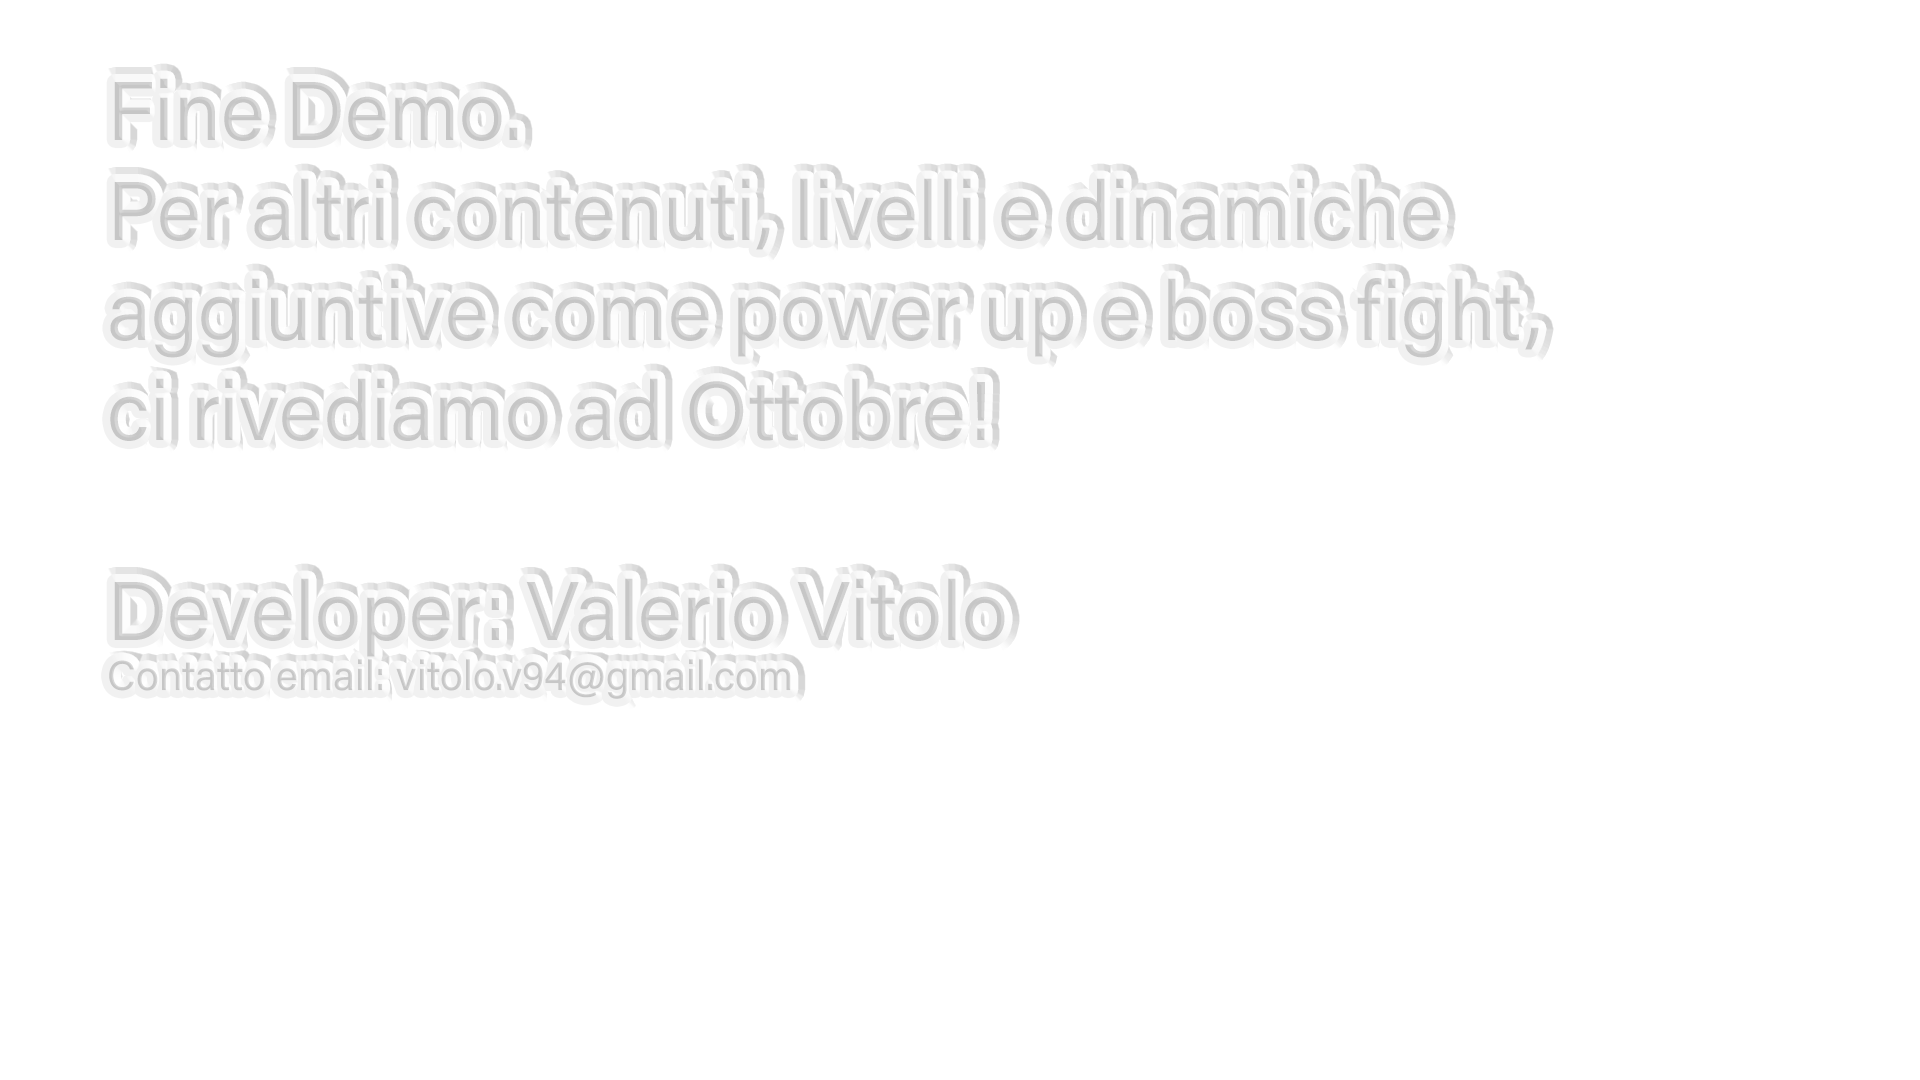 Fine Demo.
Per altri contenuti, livelli e dinamiche
aggiuntive come power up e boss fight,
ci rivediamo ad Ottobre!
Developer: Valerio Vitolo
Contatto email: vitolo.v94@gmail.com